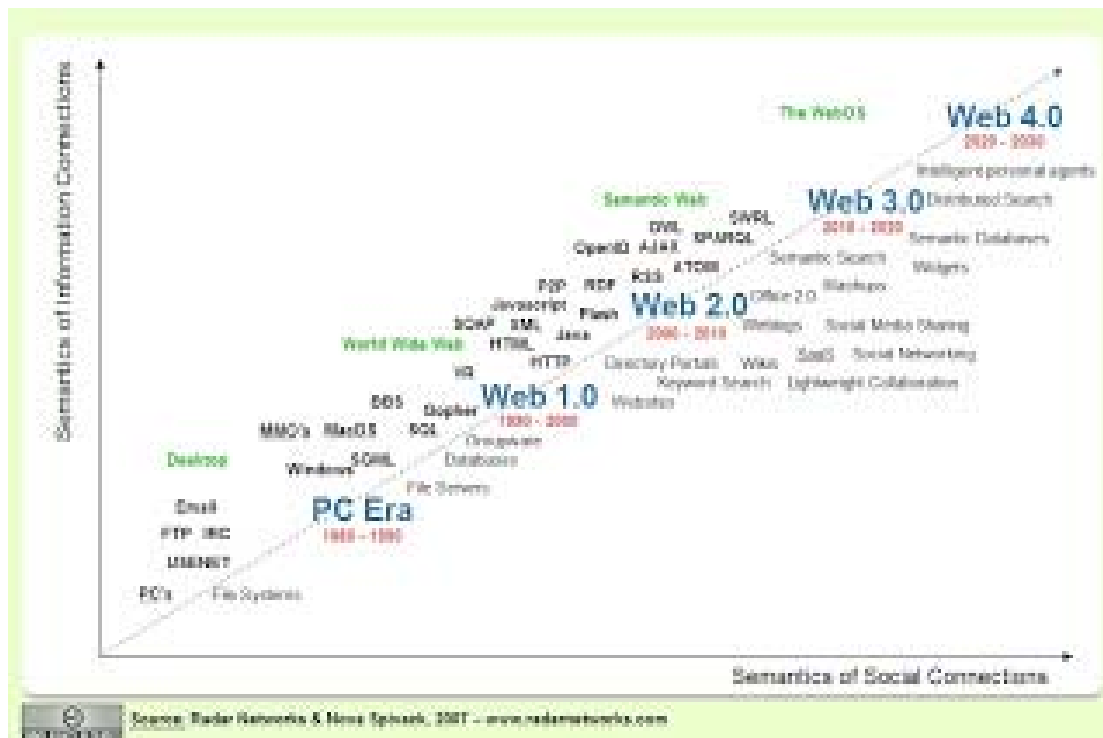 Semantics of Information Connections
The WebOS
Web 4.0
2020 - 2030
Intelligent personal agents
Semantic Web
Web 3.0
Distributed Search
2010 - 2020
SWRL
OWL
SPARQL
OpenID
AJAX
Semantic Databases
Semantic Search
ATOM
Widgets
RSS
P2P
RDF
Mashups
Office 2.0
Javascript
Flash
Web 2.0
SOAP
XML
2000 - 2010
Weblogs
Social Media Sharing
Java
World Wide Web
HTML
HTTP
Directory Portals
Wikis
SaaS
Social Networking
VR
Keyword Search
Lightweight Collaboration
Web 1.0
Websites
BBS
Gopher
1990 - 2000
MMO's
MacOS
SQL
Groupware
Desktop
SGML
Databases
Windows
File Servers
Email
PC Era
1980 - 1990
FTP
IRC
USENET
PC's
File Systems
Semantics of Social Connections
Source: Radar Networks & Nova Spivack, 2007 – www.radarnetworks.com